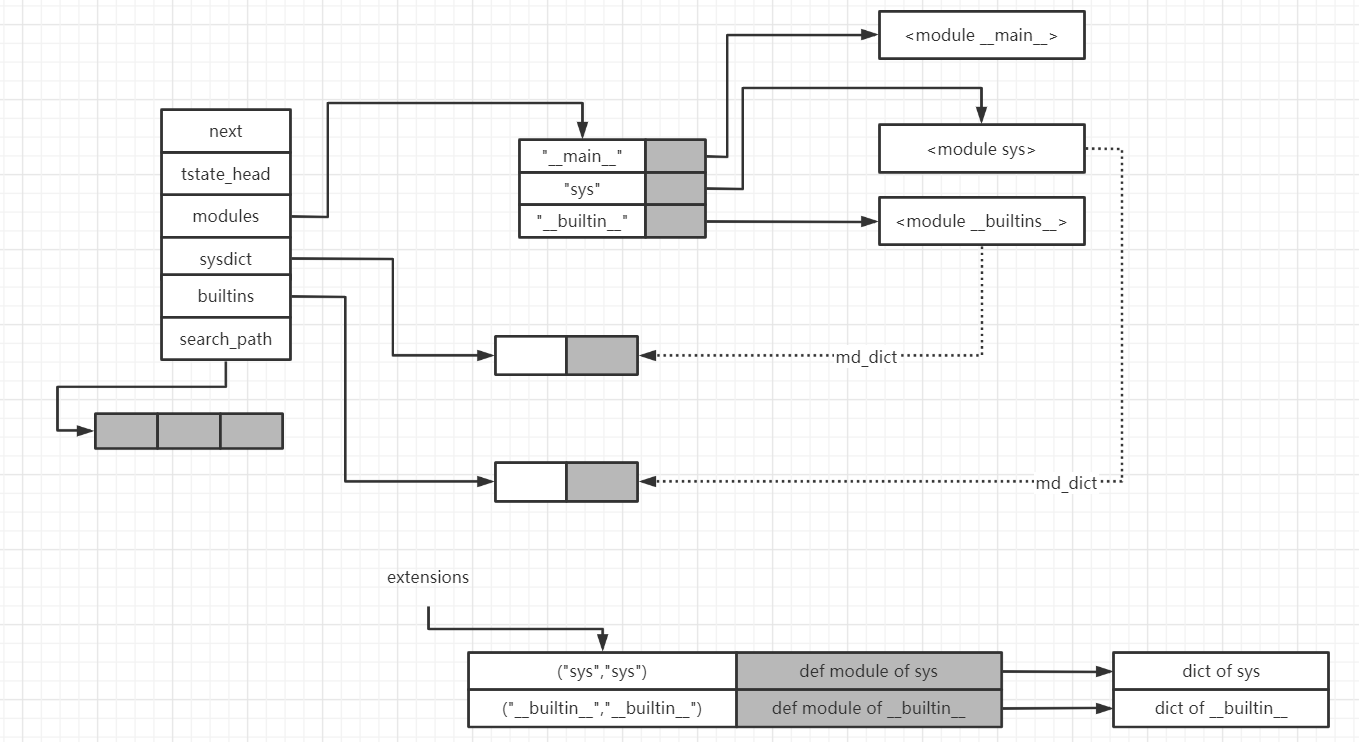 <module __main__>
next
tstate_head
modules
sysdict
builtins
search_path
"__main__"
"sys"
"__builtin__"
<module sys>
<module __builtins__>
md_dict
md_dict
extensions
("sys","sys")
def module of sys
dict of sys
("__builtin__","__builtin__")
def module of __builtin__
dict of __builtin__